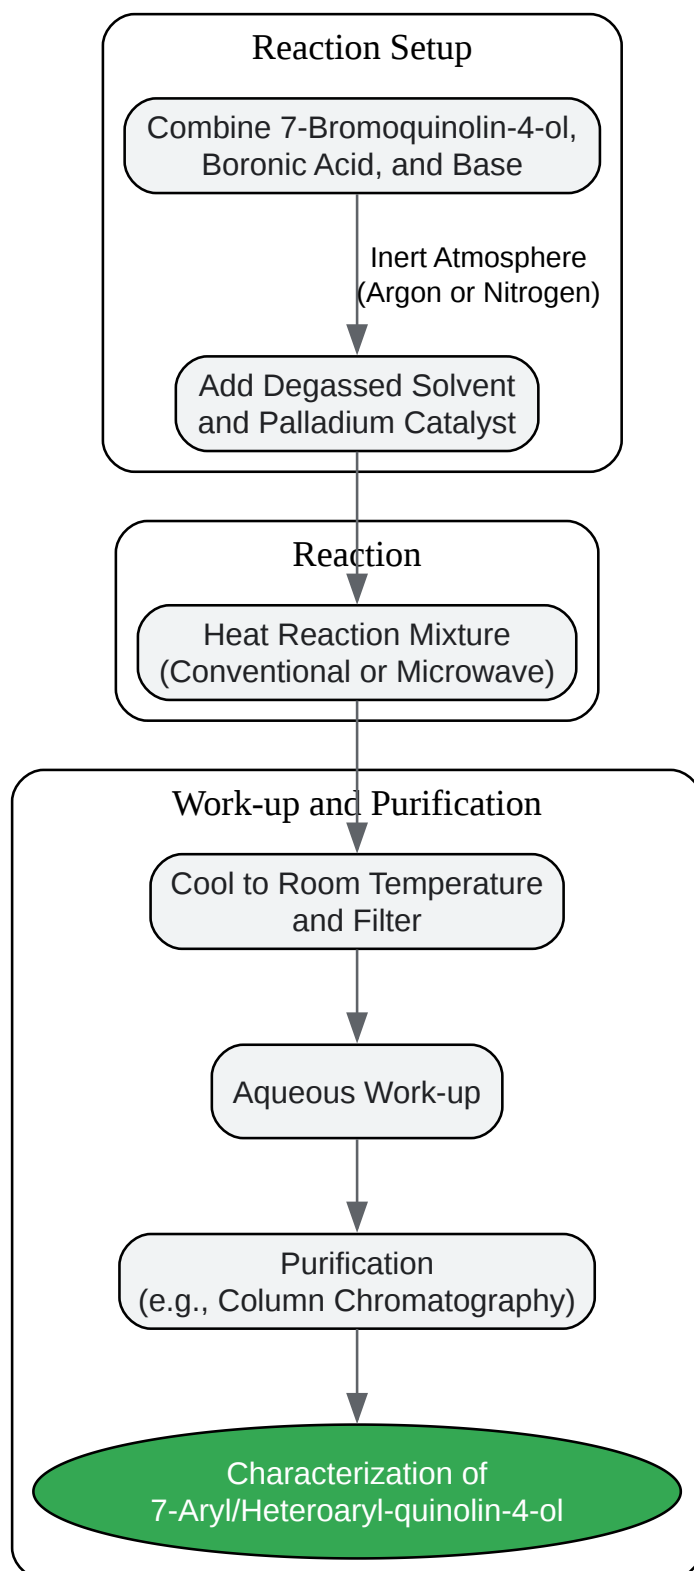 Reaction Setup
Combine 7-Bromoquinolin-4-ol,
Boronic Acid, and Base
Inert Atmosphere
(Argon or Nitrogen)
Add Degassed Solvent
and Palladium Catalyst
Reaction
Heat Reaction Mixture
(Conventional or Microwave)
Work-up and Purification
Cool to Room Temperature
and Filter
Aqueous Work-up
Purification
(e.g., Column Chromatography)
Characterization of
7-Aryl/Heteroaryl-quinolin-4-ol